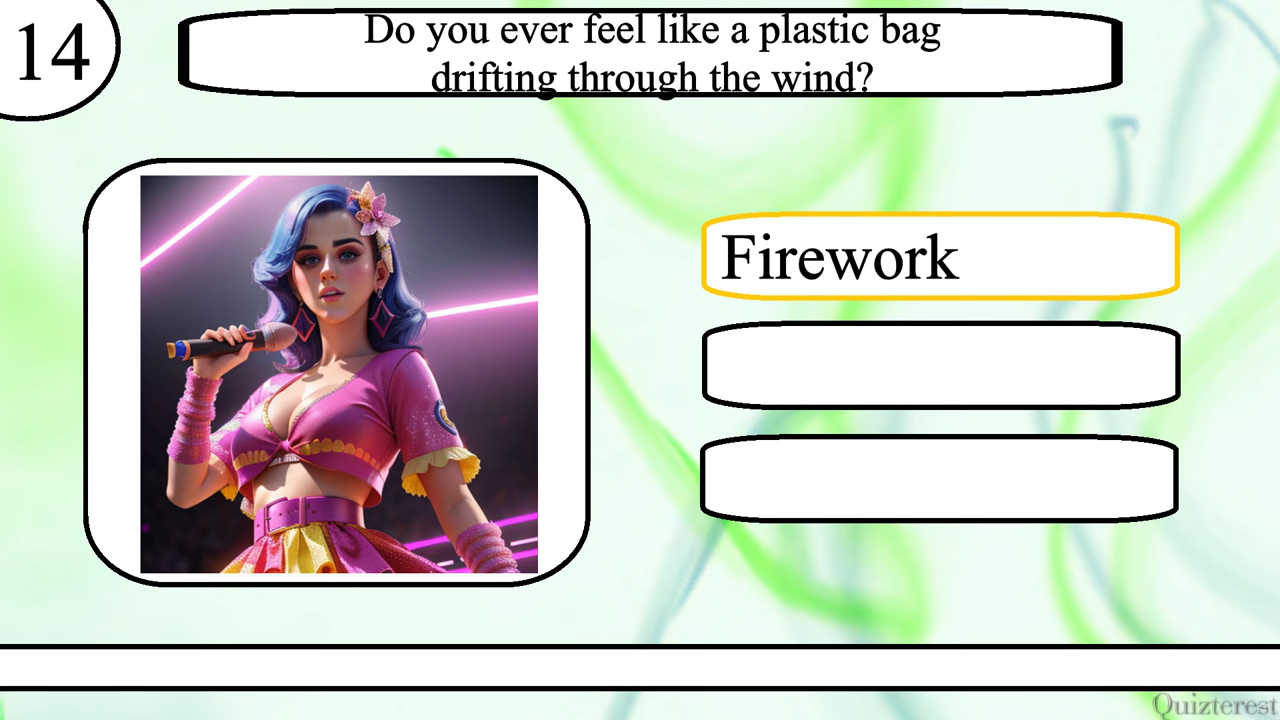 14
Do you ever feel like a plastic bag
drifting through the wind?
Firework
Quizterest